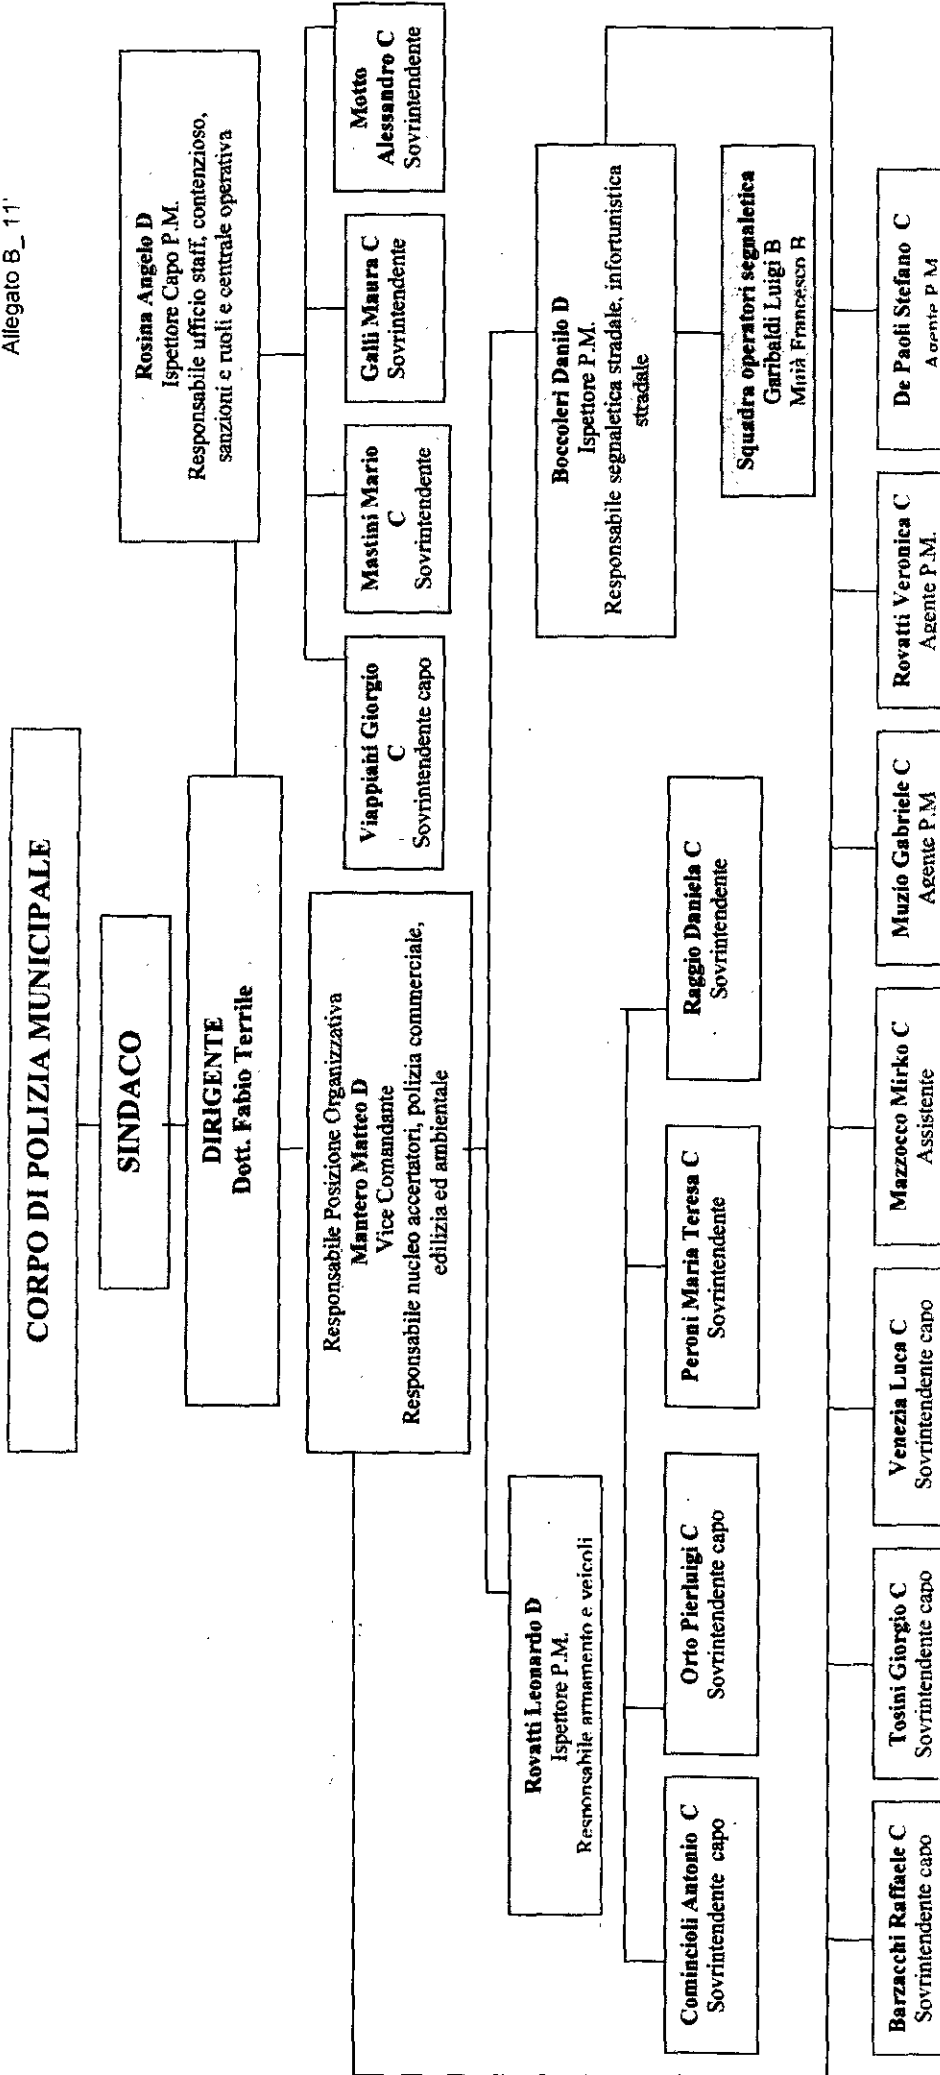 Allegato B_ 11'
CORPO DI POLIZIA MUNICIPALE
SINDACO
DIRIGENTE
Dott. Fabio Terrile
Rosina Angelo D
Ispettore Capo P.M.
Responsabile ufficio staff, contenzioso,
sanzioni e ruoli e centrale operativa
Viappiani Giorgio
C
Sovrintendente capo
Mastini Mario
C
Sovrintendente
Galli Maura C
Sovrintendente
Motto
Alessandro C
Sovrintendente
Responsabile Posizione Organizzativa
Mantero Matteo D
Vice Comandante
Responsabile nucleo accertatori, polizia commerciale,
edilizia ed ambientale
Rovatti Leonardo D
Ispettore P.M.
Responsabile armamento e veicoli
Boccoleri Danilo D
Ispettore P.M.
Responsabile segnaletica stradale, infortunistica
stradale
Comincioli Antonio C
Sovrintendente capo
Orto Pierluigi C
Sovrintendente capo
Peroni Maria Teresa C
Sovrintendente
Raggio Daniela C
Sovrintendente
Squadra operatori segnaletica
Garibaldi Luigi B
Munà Francesco B
Barzacchi Raffaele C
Sovrintendente capo
Tosini Giorgio C
Sovrintendente capo
Venezia Luca C
Sovrintendente capo
Mazzocco Mirko C
Assistente
Muzio Gabriele C
Agente P.M
Rovatti Veronica C
Agente P.M.
De Paoli Stefano C
Agente P.M